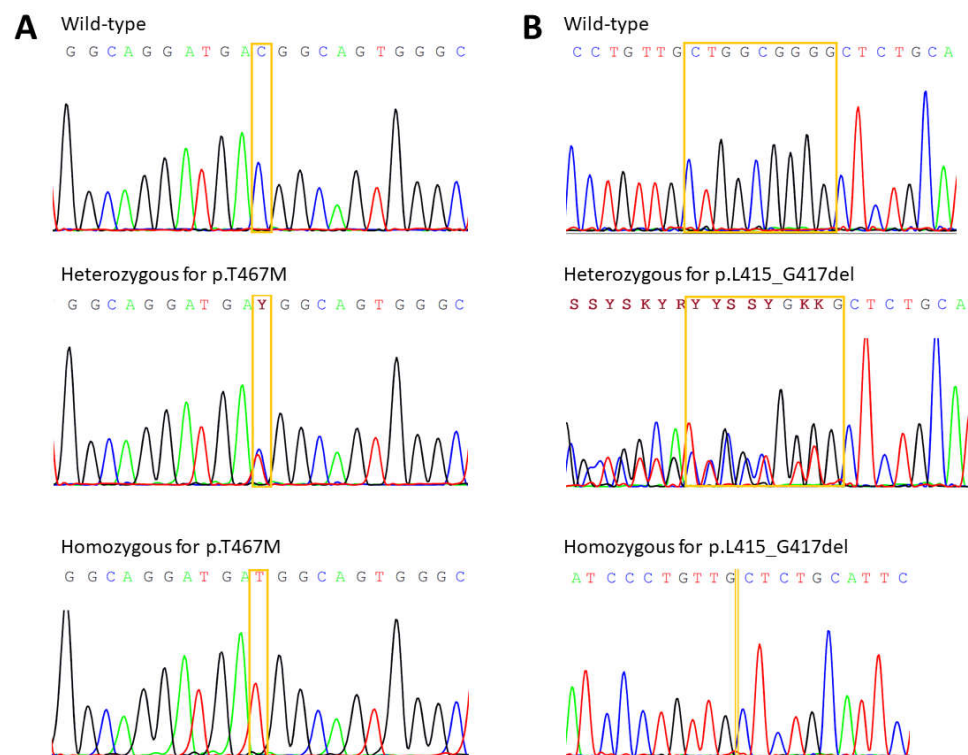 A
Wild-type
G G C A G G A T G A C G G C A G T G G G C
Heterozygous for p.T467M
G G C A G G A T G A Y G G C A G T G G G C
Homozygous for p.T467M
G G C A G G A T G A T G G C A G T G G G C
B
Wild-type
C C T G T T G C T G G C G G G G C T C T G C A
Heterozygous for p.L415_G417del
S S Y S K Y R Y Y S S Y G K K G C T C T G C A
Homozygous for p.L415_G417del
A T C C C T G T T G C T C T G C A T T C